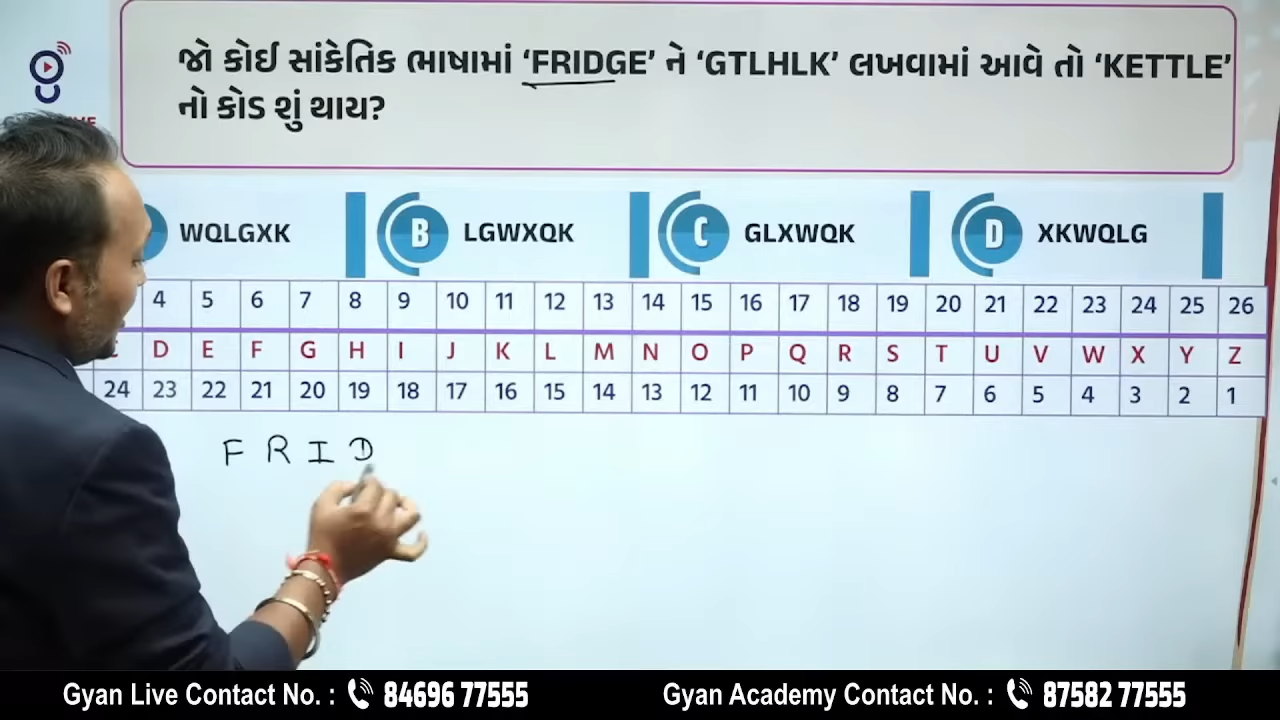 જો કોઈ સાંકેતિક ભાષામાં ‘FRIDGE’ ને ‘GTLHLK’ લખવામાં આવે તો ‘KETTLE’
નો કોડ શું થાય?
WQLGXK B LGWXQK C GLXWQK D XKWQLG
4 5 6 7 8 9 10 11 12 13 14 15 16 17 18 19 20 21 22 23 24 25 26
D E F G H I J K L M N O P Q R S T U V W X Y Z
24 23 22 21 20 19 18 17 16 15 14 13 12 11 10 9 8 7 6 5 4 3 2 1
F R I D
Gyan Live Contact No. : 84696 77555 Gyan Academy Contact No. : 87582 77555